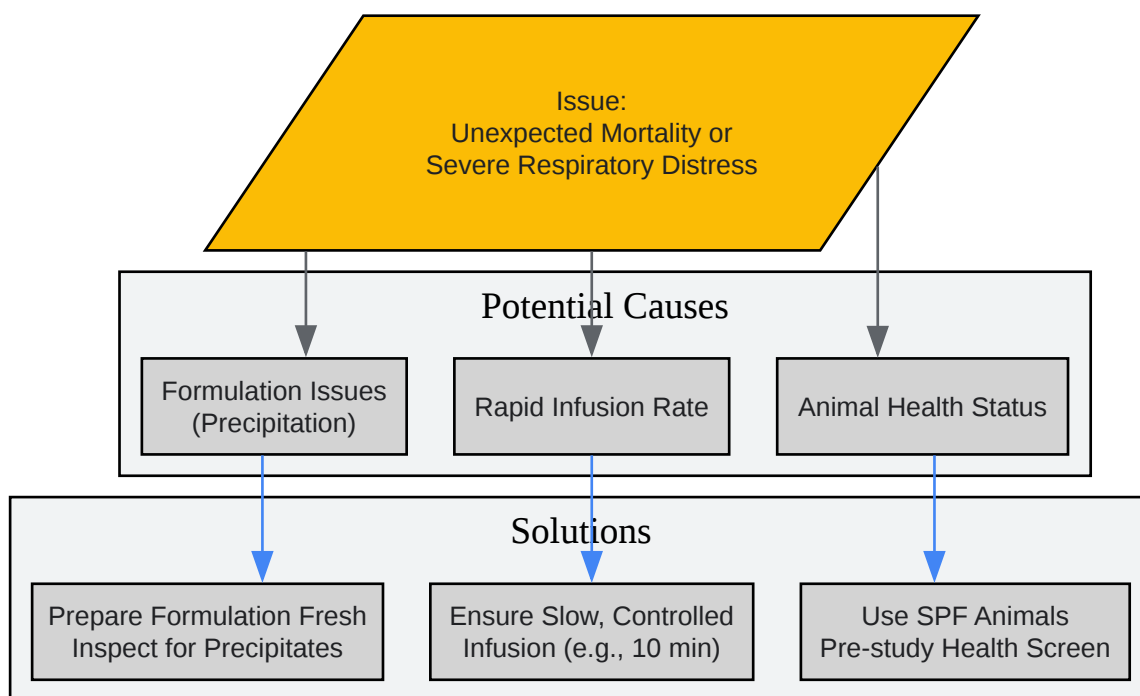 Issue:
Unexpected Mortality or
Severe Respiratory Distress
Potential Causes
Formulation Issues
(Precipitation)
Rapid Infusion Rate
Animal Health Status
Solutions
Prepare Formulation Fresh
Inspect for Precipitates
Ensure Slow, Controlled
Infusion (e.g., 10 min)
Use SPF Animals
Pre-study Health Screen